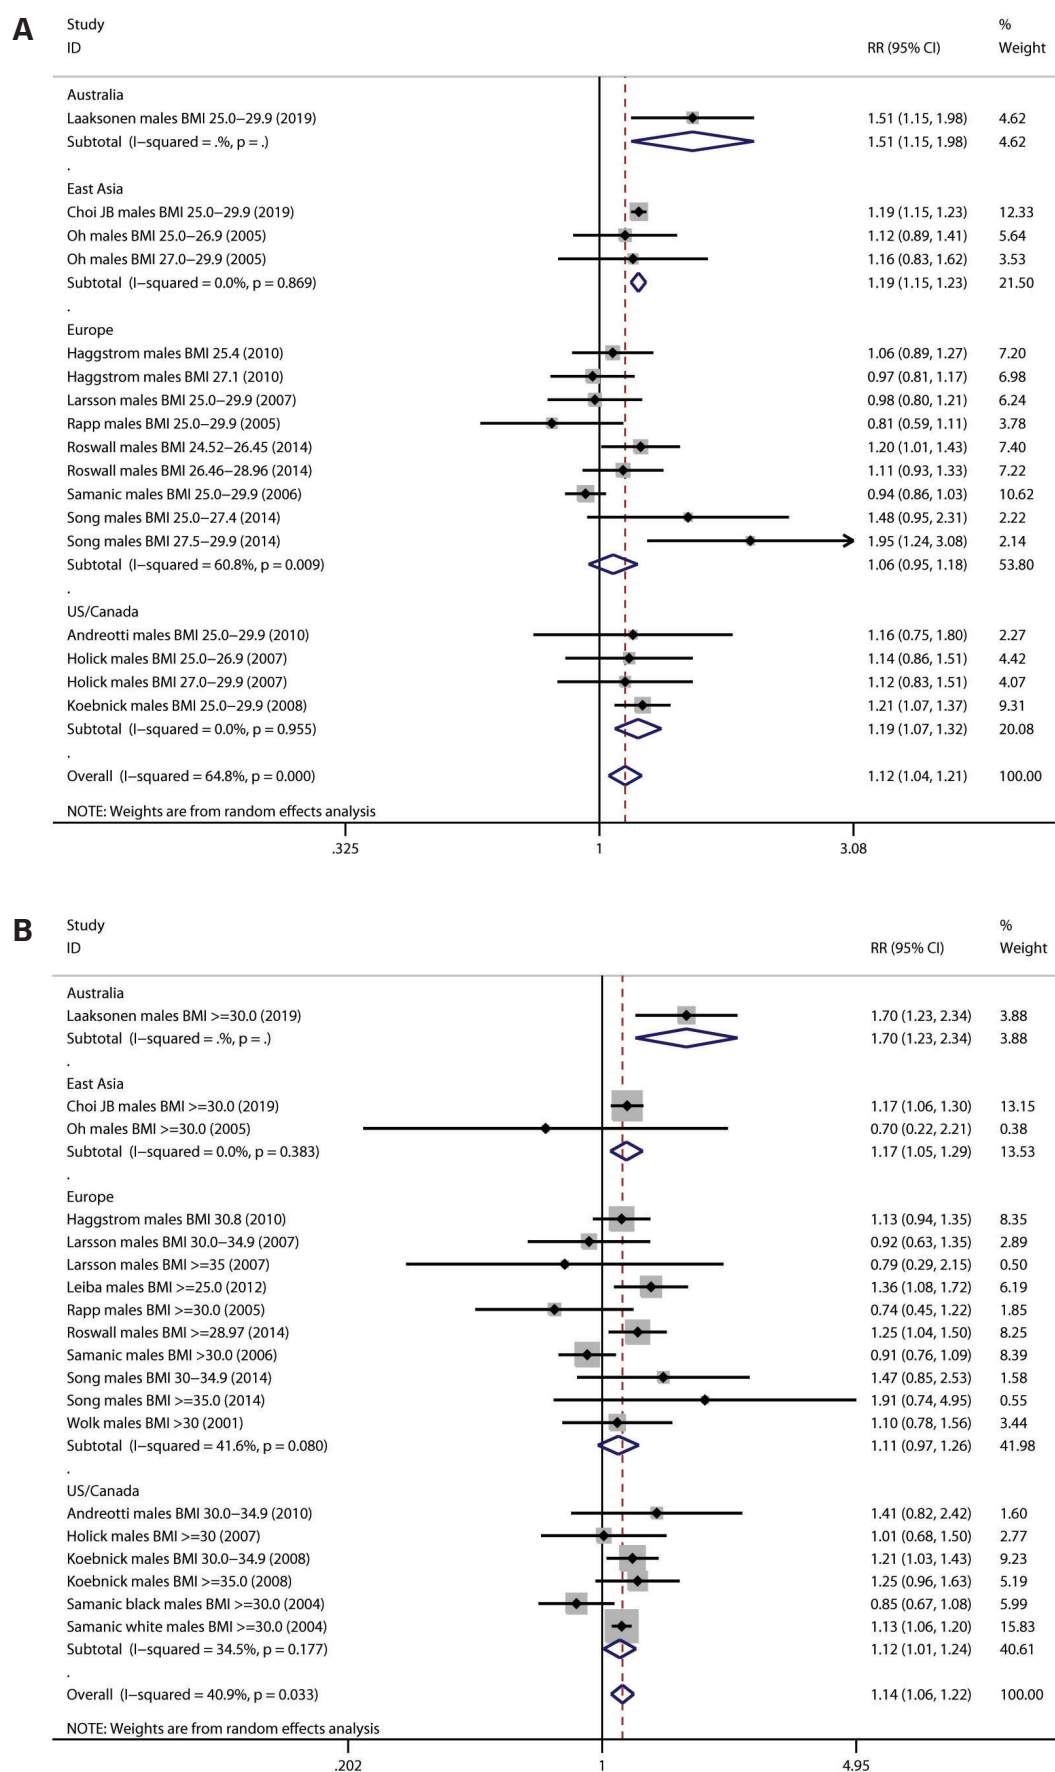 A
Study %
ID RR (95% CI) Weight
Australia
Laaksonen males BMI 25.0−29.9 (2019) 1.51 (1.15, 1.98) 4.62
Subtotal (I−squared = .%, p = .) 1.51 (1.15, 1.98) 4.62
.
East Asia
Choi JB males BMI 25.0−29.9 (2019) 1.19 (1.15, 1.23) 12.33
Oh males BMI 25.0−26.9 (2005) 1.12 (0.89, 1.41) 5.64
Oh males BMI 27.0−29.9 (2005) 1.16 (0.83, 1.62) 3.53
Subtotal (I−squared = 0.0%, p = 0.869) 1.19 (1.15, 1.23) 21.50
.
Europe
Haggstrom males BMI 25.4 (2010) 1.06 (0.89, 1.27) 7.20
Haggstrom males BMI 27.1 (2010) 0.97 (0.81, 1.17) 6.98
Larsson males BMI 25.0−29.9 (2007) 0.98 (0.80, 1.21) 6.24
Rapp males BMI 25.0−29.9 (2005) 0.81 (0.59, 1.11) 3.78
Roswall males BMI 24.52−26.45 (2014) 1.20 (1.01, 1.43) 7.40
Roswall males BMI 26.46−28.96 (2014) 1.11 (0.93, 1.33) 7.22
Samanic males BMI 25.0−29.9 (2006) 0.94 (0.86, 1.03) 10.62
Song males BMI 25.0−27.4 (2014) 1.48 (0.95, 2.31) 2.22
Song males BMI 27.5−29.9 (2014) 1.95 (1.24, 3.08) 2.14
Subtotal (I−squared = 60.8%, p = 0.009) 1.06 (0.95, 1.18) 53.80
.
US/Canada
Andreotti males BMI 25.0−29.9 (2010) 1.16 (0.75, 1.80) 2.27
Holick males BMI 25.0−26.9 (2007) 1.14 (0.86, 1.51) 4.42
Holick males BMI 27.0−29.9 (2007) 1.12 (0.83, 1.51) 4.07
Koebnick males BMI 25.0−29.9 (2008) 1.21 (1.07, 1.37) 9.31
Subtotal (I−squared = 0.0%, p = 0.955) 1.19 (1.07, 1.32) 20.08
.
Overall (I−squared = 64.8%, p = 0.000) 1.12 (1.04, 1.21) 100.00
NOTE: Weights are from random effects analysis
.325 1 3.08
B
Study %
ID RR (95% CI) Weight
Australia
Laaksonen males BMI >=30.0 (2019) 1.70 (1.23, 2.34) 3.88
Subtotal (I−squared = .%, p = .) 1.70 (1.23, 2.34) 3.88
.
East Asia
Choi JB males BMI >=30.0 (2019) 1.17 (1.06, 1.30) 13.15
Oh males BMI >=30.0 (2005) 0.70 (0.22, 2.21) 0.38
Subtotal (I−squared = 0.0%, p = 0.383) 1.17 (1.05, 1.29) 13.53
.
Europe
Haggstrom males BMI 30.8 (2010) 1.13 (0.94, 1.35) 8.35
Larsson males BMI 30.0−34.9 (2007) 0.92 (0.63, 1.35) 2.89
Larsson males BMI >=35 (2007) 0.79 (0.29, 2.15) 0.50
Leiba males BMI >=25.0 (2012) 1.36 (1.08, 1.72) 6.19
Rapp males BMI >=30.0 (2005) 0.74 (0.45, 1.22) 1.85
Roswall males BMI >=28.97 (2014) 1.25 (1.04, 1.50) 8.25
Samanic males BMI >30.0 (2006) 0.91 (0.76, 1.09) 8.39
Song males BMI 30−34.9 (2014) 1.47 (0.85, 2.53) 1.58
Song males BMI >=35.0 (2014) 1.91 (0.74, 4.95) 0.55
Wolk males BMI >30 (2001) 1.10 (0.78, 1.56) 3.44
Subtotal (I−squared = 41.6%, p = 0.080) 1.11 (0.97, 1.26) 41.98
.
US/Canada
Andreotti males BMI 30.0−34.9 (2010) 1.41 (0.82, 2.42) 1.60
Holick males BMI >=30 (2007) 1.01 (0.68, 1.50) 2.77
Koebnick males BMI 30.0−34.9 (2008) 1.21 (1.03, 1.43) 9.23
Koebnick males BMI >=35.0 (2008) 1.25 (0.96, 1.63) 5.19
Samanic black males BMI >=30.0 (2004) 0.85 (0.67, 1.08) 5.99
Samanic white males BMI >=30.0 (2004) 1.13 (1.06, 1.20) 15.83
Subtotal (I−squared = 34.5%, p = 0.177) 1.12 (1.01, 1.24) 40.61
.
Overall (I−squared = 40.9%, p = 0.033) 1.14 (1.06, 1.22) 100.00
NOTE: Weights are from random effects analysis
.202 1 4.95